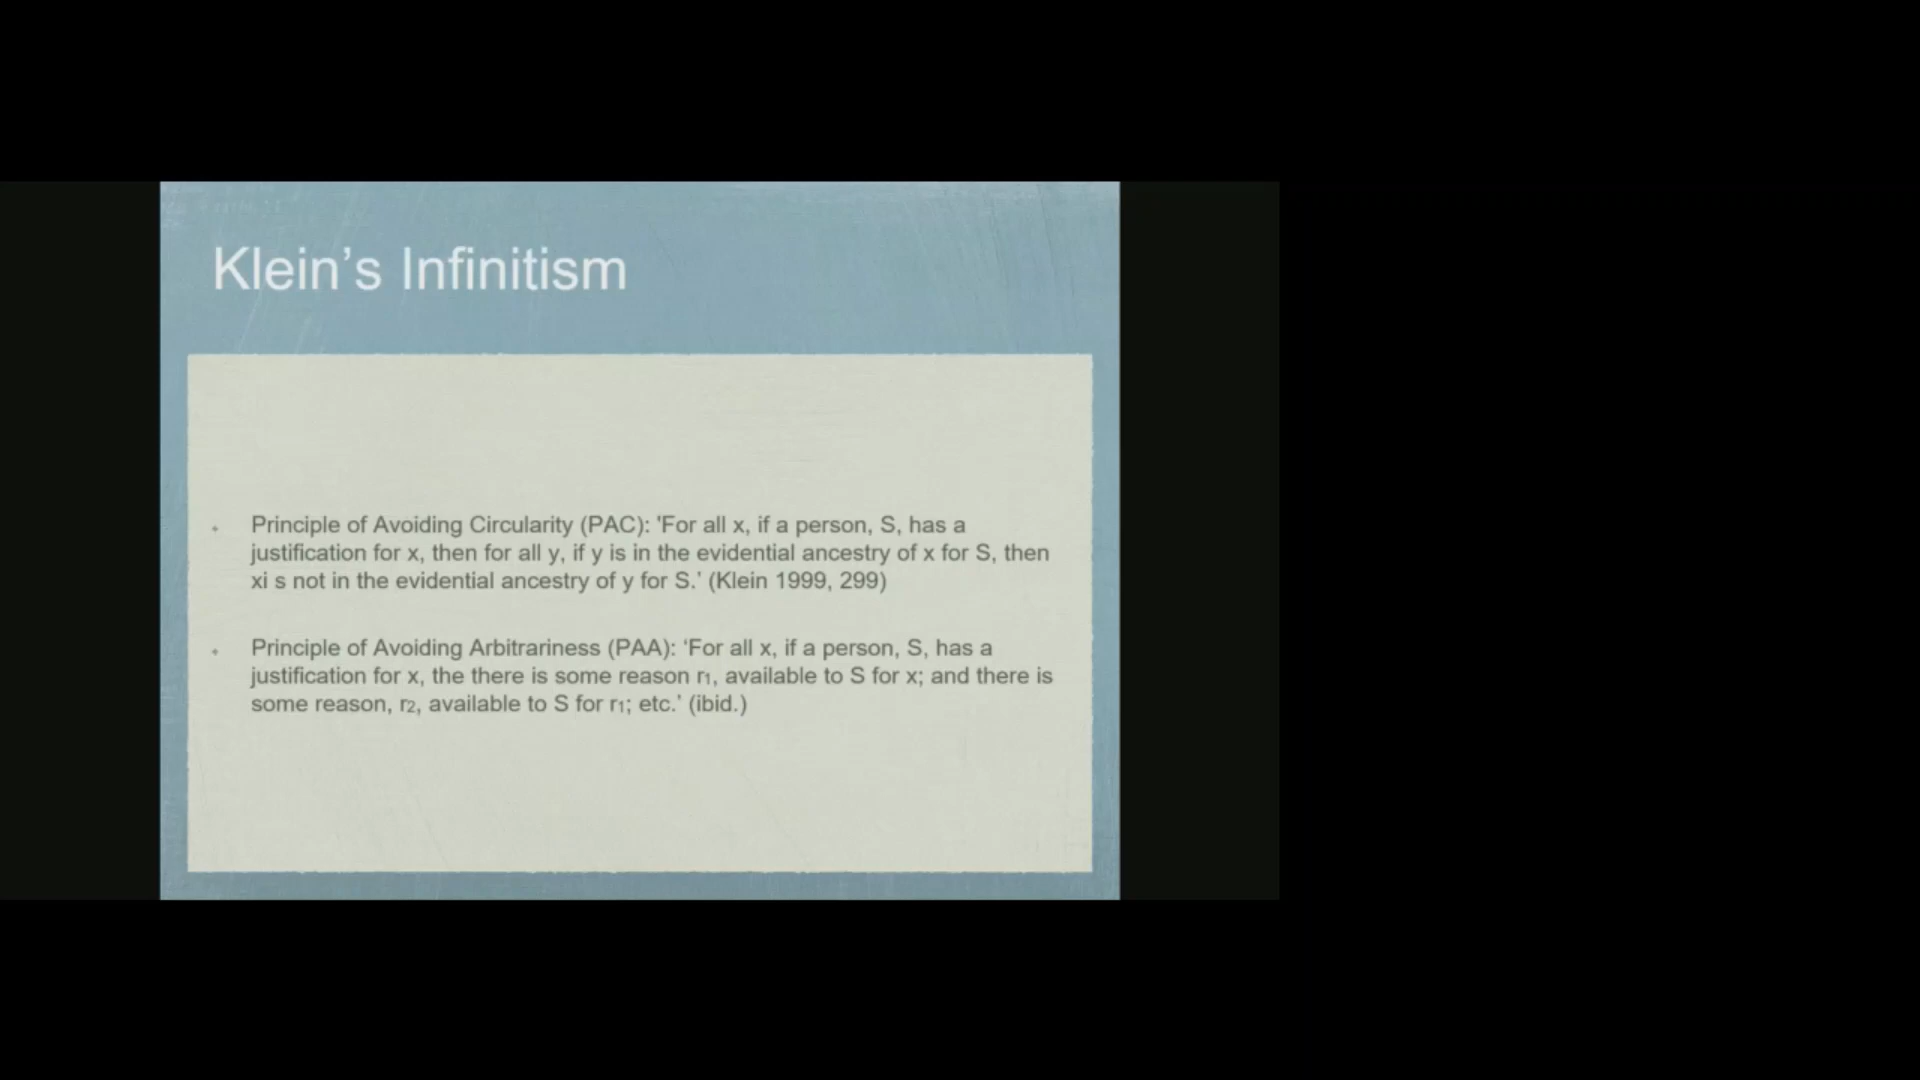 Klein’s Infinitism
Principle of Avoiding Circularity (PAC): 'For all x, if a person, S, has a
justification for x, then for all y, if y is in the evidential ancestry of x for S, then
xi s not in the evidential ancestry of y for S.’ (Klein 1999, 299)
Principle of Avoiding Arbitrariness (PAA): ‘For all x, if a person, S, has a
justification for x, the there is some reason r₁, available to S for x; and there is
some reason, r₂, available to S for r₁; etc.’ (ibid.)